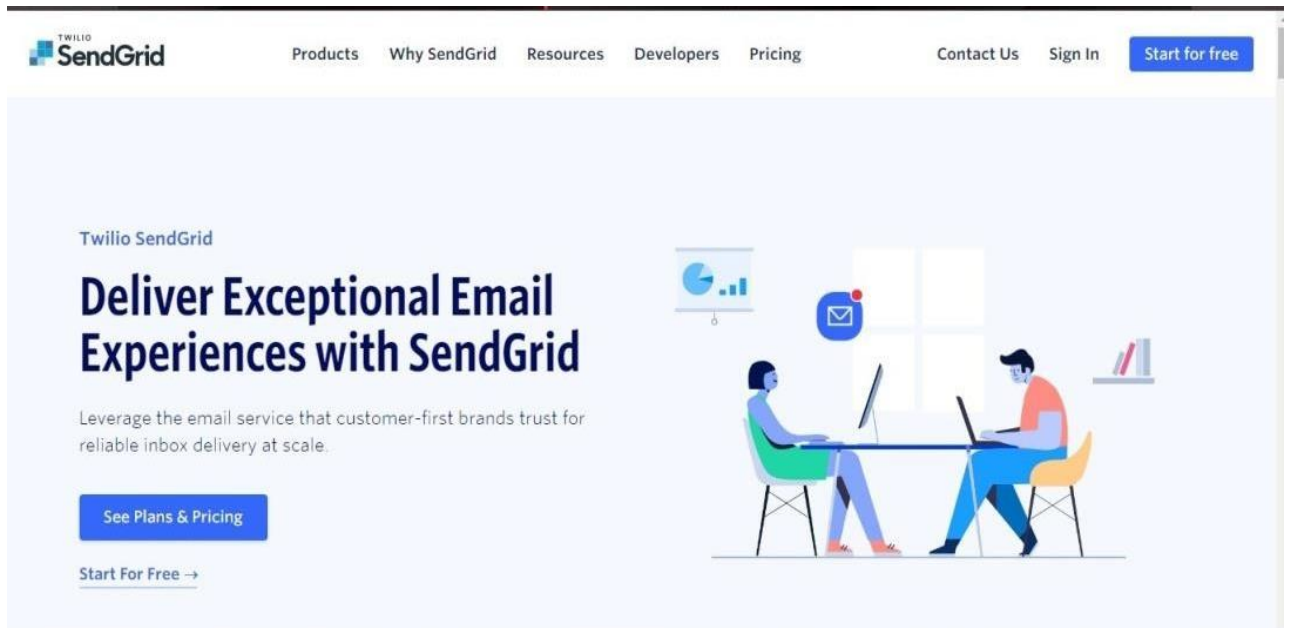 TWILIO
SendGrid
Products Why SendGrid Resources Developers Pricing Contact Us Sign In Start for free
Twilio SendGrid
Deliver Exceptional Email
Experiences with SendGrid
Leverage the email service that customer-first brands trust for
reliable inbox delivery at scale.
See Plans & Pricing
Start For Free →